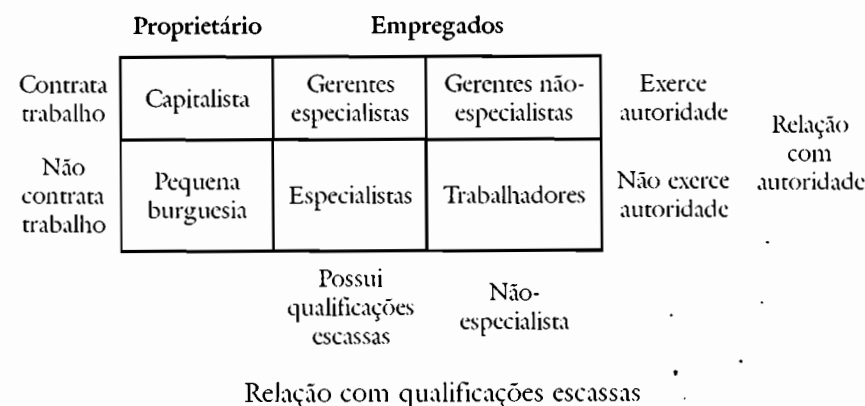 Proprietário Empregados
Contrata
trabalho
Capitalista
Gerentes
especialistas
Gerentes não-
especialistas
Exerce
autoridade
Relação
com
autoridade
Não
contrata
trabalho
Pequena
burguesia
Especialistas
Trabalhadores
Não exerce
autoridade
Possui
qualificações
escassas
Não-
especialista
Relação com qualificações escassas